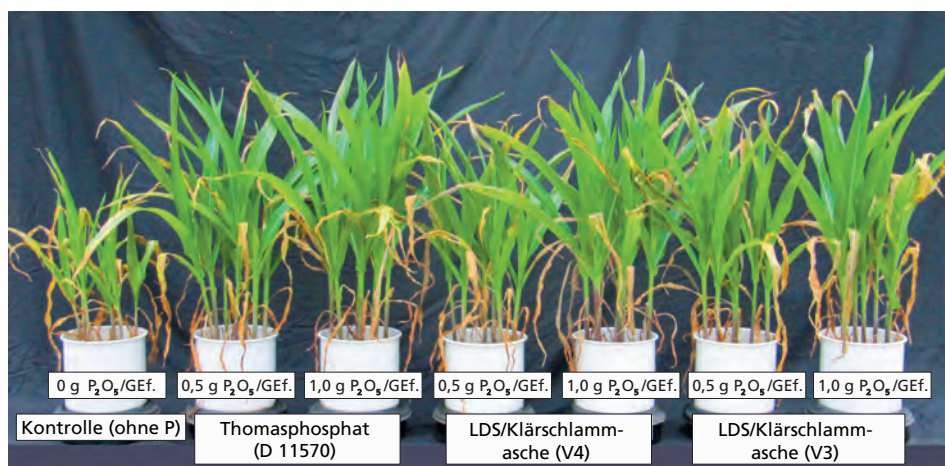 0 g P₂O₅/GEf.
0,5 g P₂O₅/GEf.
1,0 g P₂O₅/GEf.
0,5 g P₂O₅/GEf.
1,0 g P₂O₅/GEf.
0,5 g P₂O₅/GEf.
1,0 g P₂O₅/GEf.
Kontrolle (ohne P)
Thomasphosphat
(D 11570)
LDS/Klärschlamm-
asche (V4)
LDS/Klärschlamm-
asche (V3)